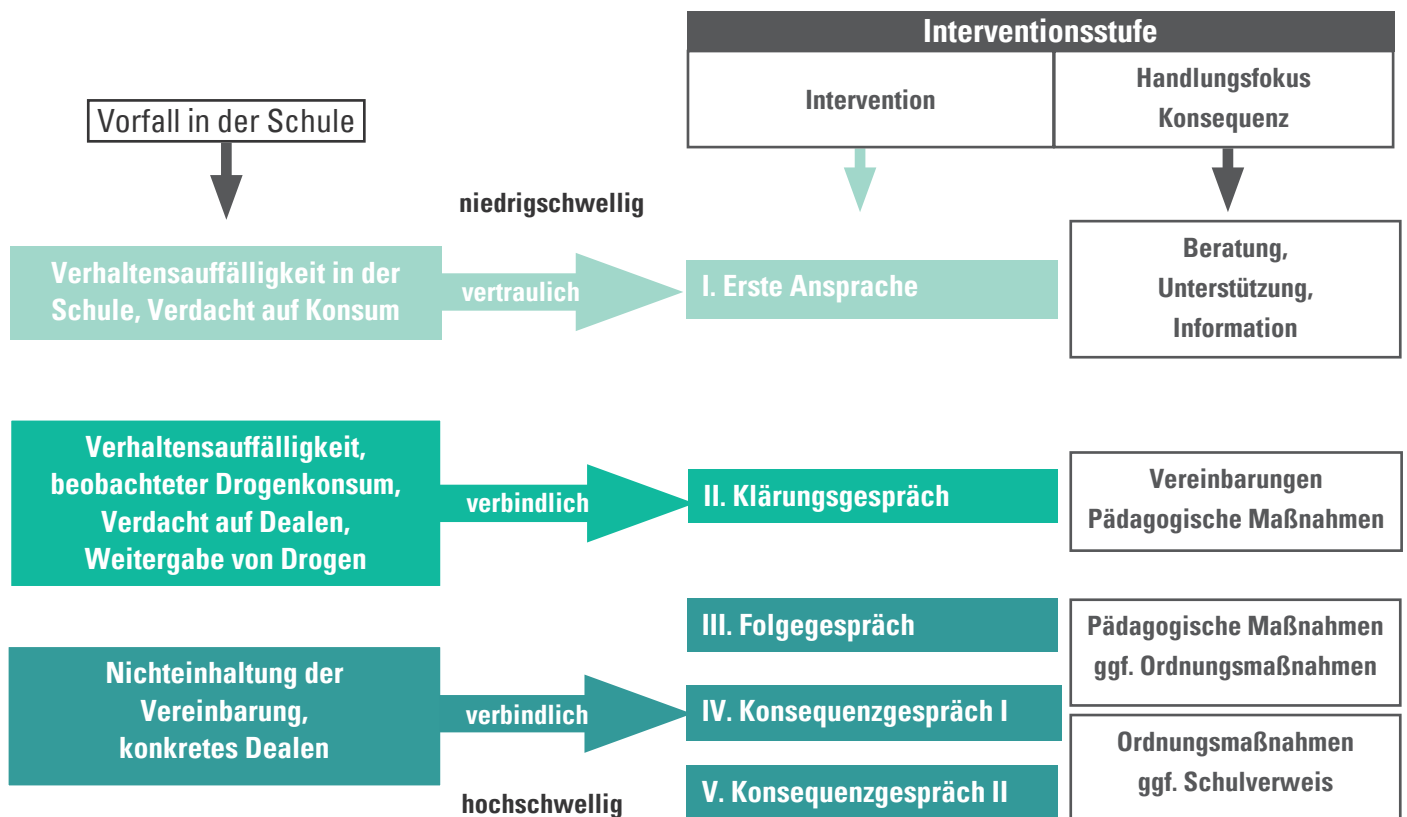 Interventionsstufe
Intervention
Handlungsfokus
Konsequenz
Vorfall in der Schule
niedrigschwellig
Verhaltensauffälligkeit in der
Schule, Verdacht auf Konsum
vertraulich
I. Erste Ansprache
Beratung,
Unterstützung,
Information
Verhaltensauffälligkeit,
beobachteter Drogenkonsum,
Verdacht auf Dealen,
Weitergabe von Drogen
verbindlich
II. Klärungsgespräch
Vereinbarungen
Pädagogische Maßnahmen
Nichteinhaltung der
Vereinbarung,
konkretes Dealen
verbindlich
hochschwellig
III. Folgegespräch
IV. Konsequenzgespräch I
V. Konsequenzgespräch II
Pädagogische Maßnahmen
ggf. Ordnungsmaßnahmen
Ordnungsmaßnahmen
ggf. Schulverweis